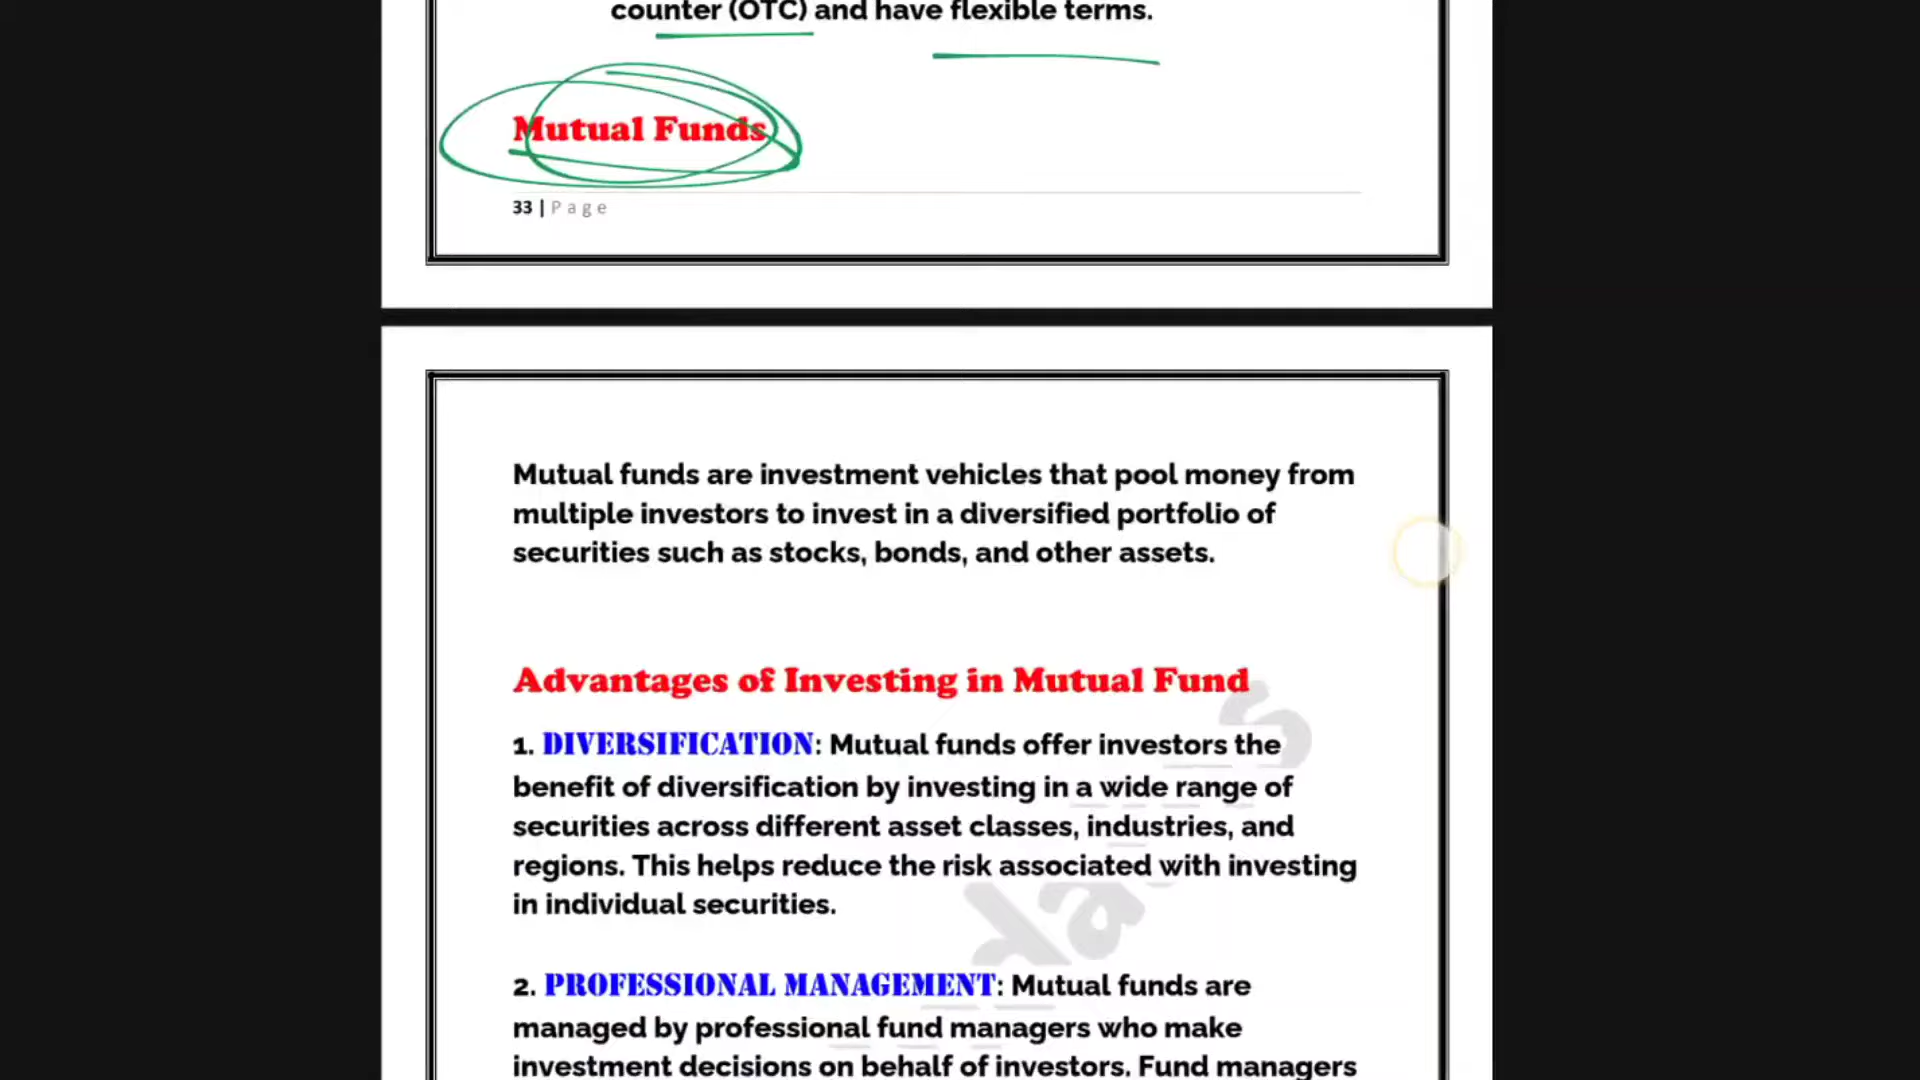 counter (OTC) and have flexible terms.
Mutual Funds
33 | Page
Mutual funds are investment vehicles that pool money from
multiple investors to invest in a diversified portfolio of
securities such as stocks, bonds, and other assets.
Advantages of Investing in Mutual Fund
1. DIVERSIFICATION: Mutual funds offer investors the
benefit of diversification by investing in a wide range of
securities across different asset classes, industries, and
regions. This helps reduce the risk associated with investing
in individual securities.
2. PROFESSIONAL MANAGEMENT: Mutual funds are
managed by professional fund managers who make
investment decisions on behalf of investors. Fund managers